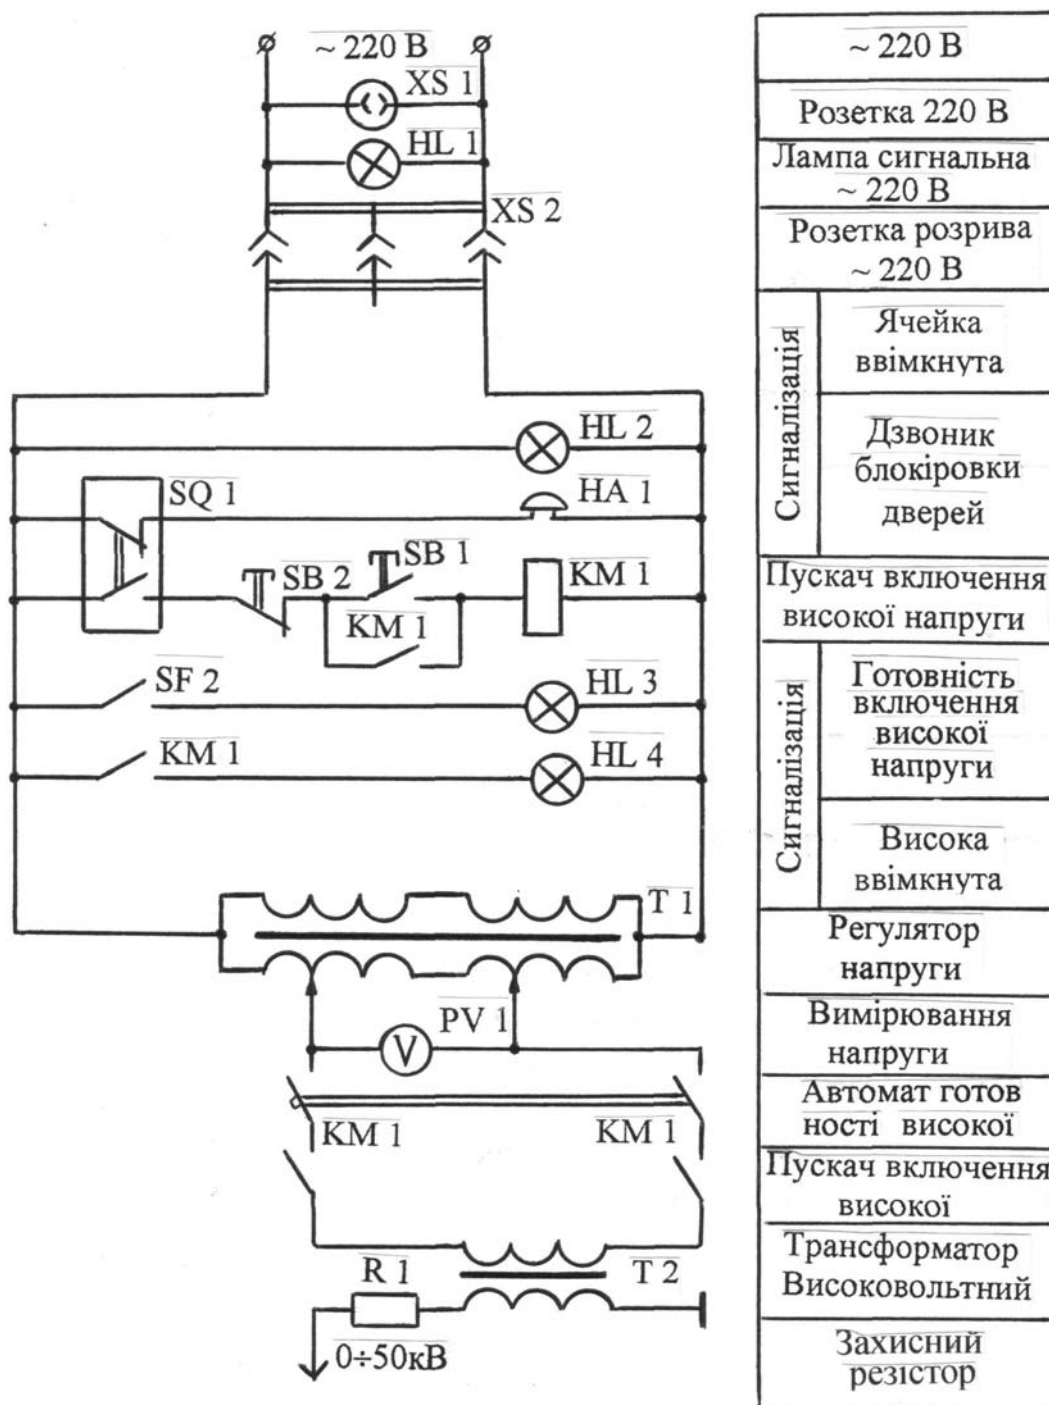 ~ 220 В
XS 1
HL 1
XS 2
HL 2
SQ 1
HA 1
SB 2
SB 1
KM 1
KM 1
SF 2
HL 3
KM 1
HL 4
T 1
PV 1
V
KM 1
KM 1
R 1
T 2
0÷50кВ
~ 220 В
Розетка 220 В
Лампа сигнальна
~ 220 В
Розетка розрива
~ 220 В
Сигналізація
Ячейка
ввімкнута
Дзвоник
блокіровки
дверей
Пускач включення
високої напруги
Сигналізація
Готовність
включення
високої
напруги
Висока
ввімкнута
Регулятор
напруги
Вимірювання
напруги
Автомат готов
ності високої
Пускач включення
високої
Трансформатор
Високовольтний
Захисний
резістор